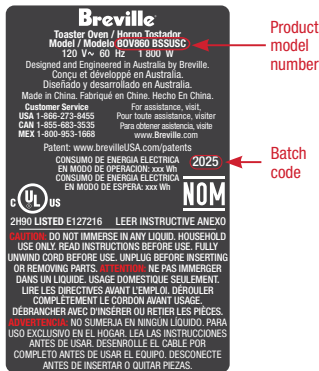 Breville®
Toaster Oven / Horno Tostador
Model / Modelo BOV860 BSSUSC
120 V~ 60 Hz 1 800 W
Designed and Engineered in Australia by Breville.
Conçu et développé en Australie.
Diseñado y desarrollado en Australia.
Made in China. Fabriqué en Chine. Hecho En China.
Customer Service
USA 1-866-273-8455
CAN 1-855-683-3535
MEX 1-800-953-1668
For assistance, visit,
Pour toute assistance, visiter
Para obtener asistencia, visite
www.Breville.com
Patent: www.brevilleUSA.com/patents
CONSUMO DE ENERGIA ELECTRICA
EN MODO DE OPERACION: xxx Wh
CONSUMO DE ENERGIA ELECTRICA
EN MODO DE ESPERA: xxx Wh
2025
C UL US
NOM
2H90 LISTED E127216 LEER INSTRUCTIVE ANEXO
CAUTION: DO NOT IMMERSE IN ANY LIQUID. HOUSEHOLD
USE ONLY. READ INSTRUCTIONS BEFORE USE. FULLY
UNWIND CORD BEFORE USE. UNPLUG BEFORE INSERTING
OR REMOVING PARTS. ATTENTION: NE PAS IMMERGER
DANS UN LIQUIDE. USAGE DOMESTIQUE SEULEMENT.
LIRE LES DIRECTIVES AVANT L'EMPLOI. DÉROULER
COMPLÈTEMENT LE CORDON AVANT USAGE.
DÉBRANCHER AVEC D'INSÉRER OU RETIER LES PIÈCES.
ADVERTENCIA: NO SUMERJA EN NINGÚN LÍQUIDO. PARA
USO EXCLUSIVO EN EL HOGAR. LEA LAS INSTRUCCIONES
ANTES DE USAR. DESENROLLE EL CABLE POR
COMPLETO ANTES DE USAR EL EQUIPO. DESCONECTE
ANTES DE INSERTAR O QUITAR PIEZAS.
Product
model
number
Batch
code